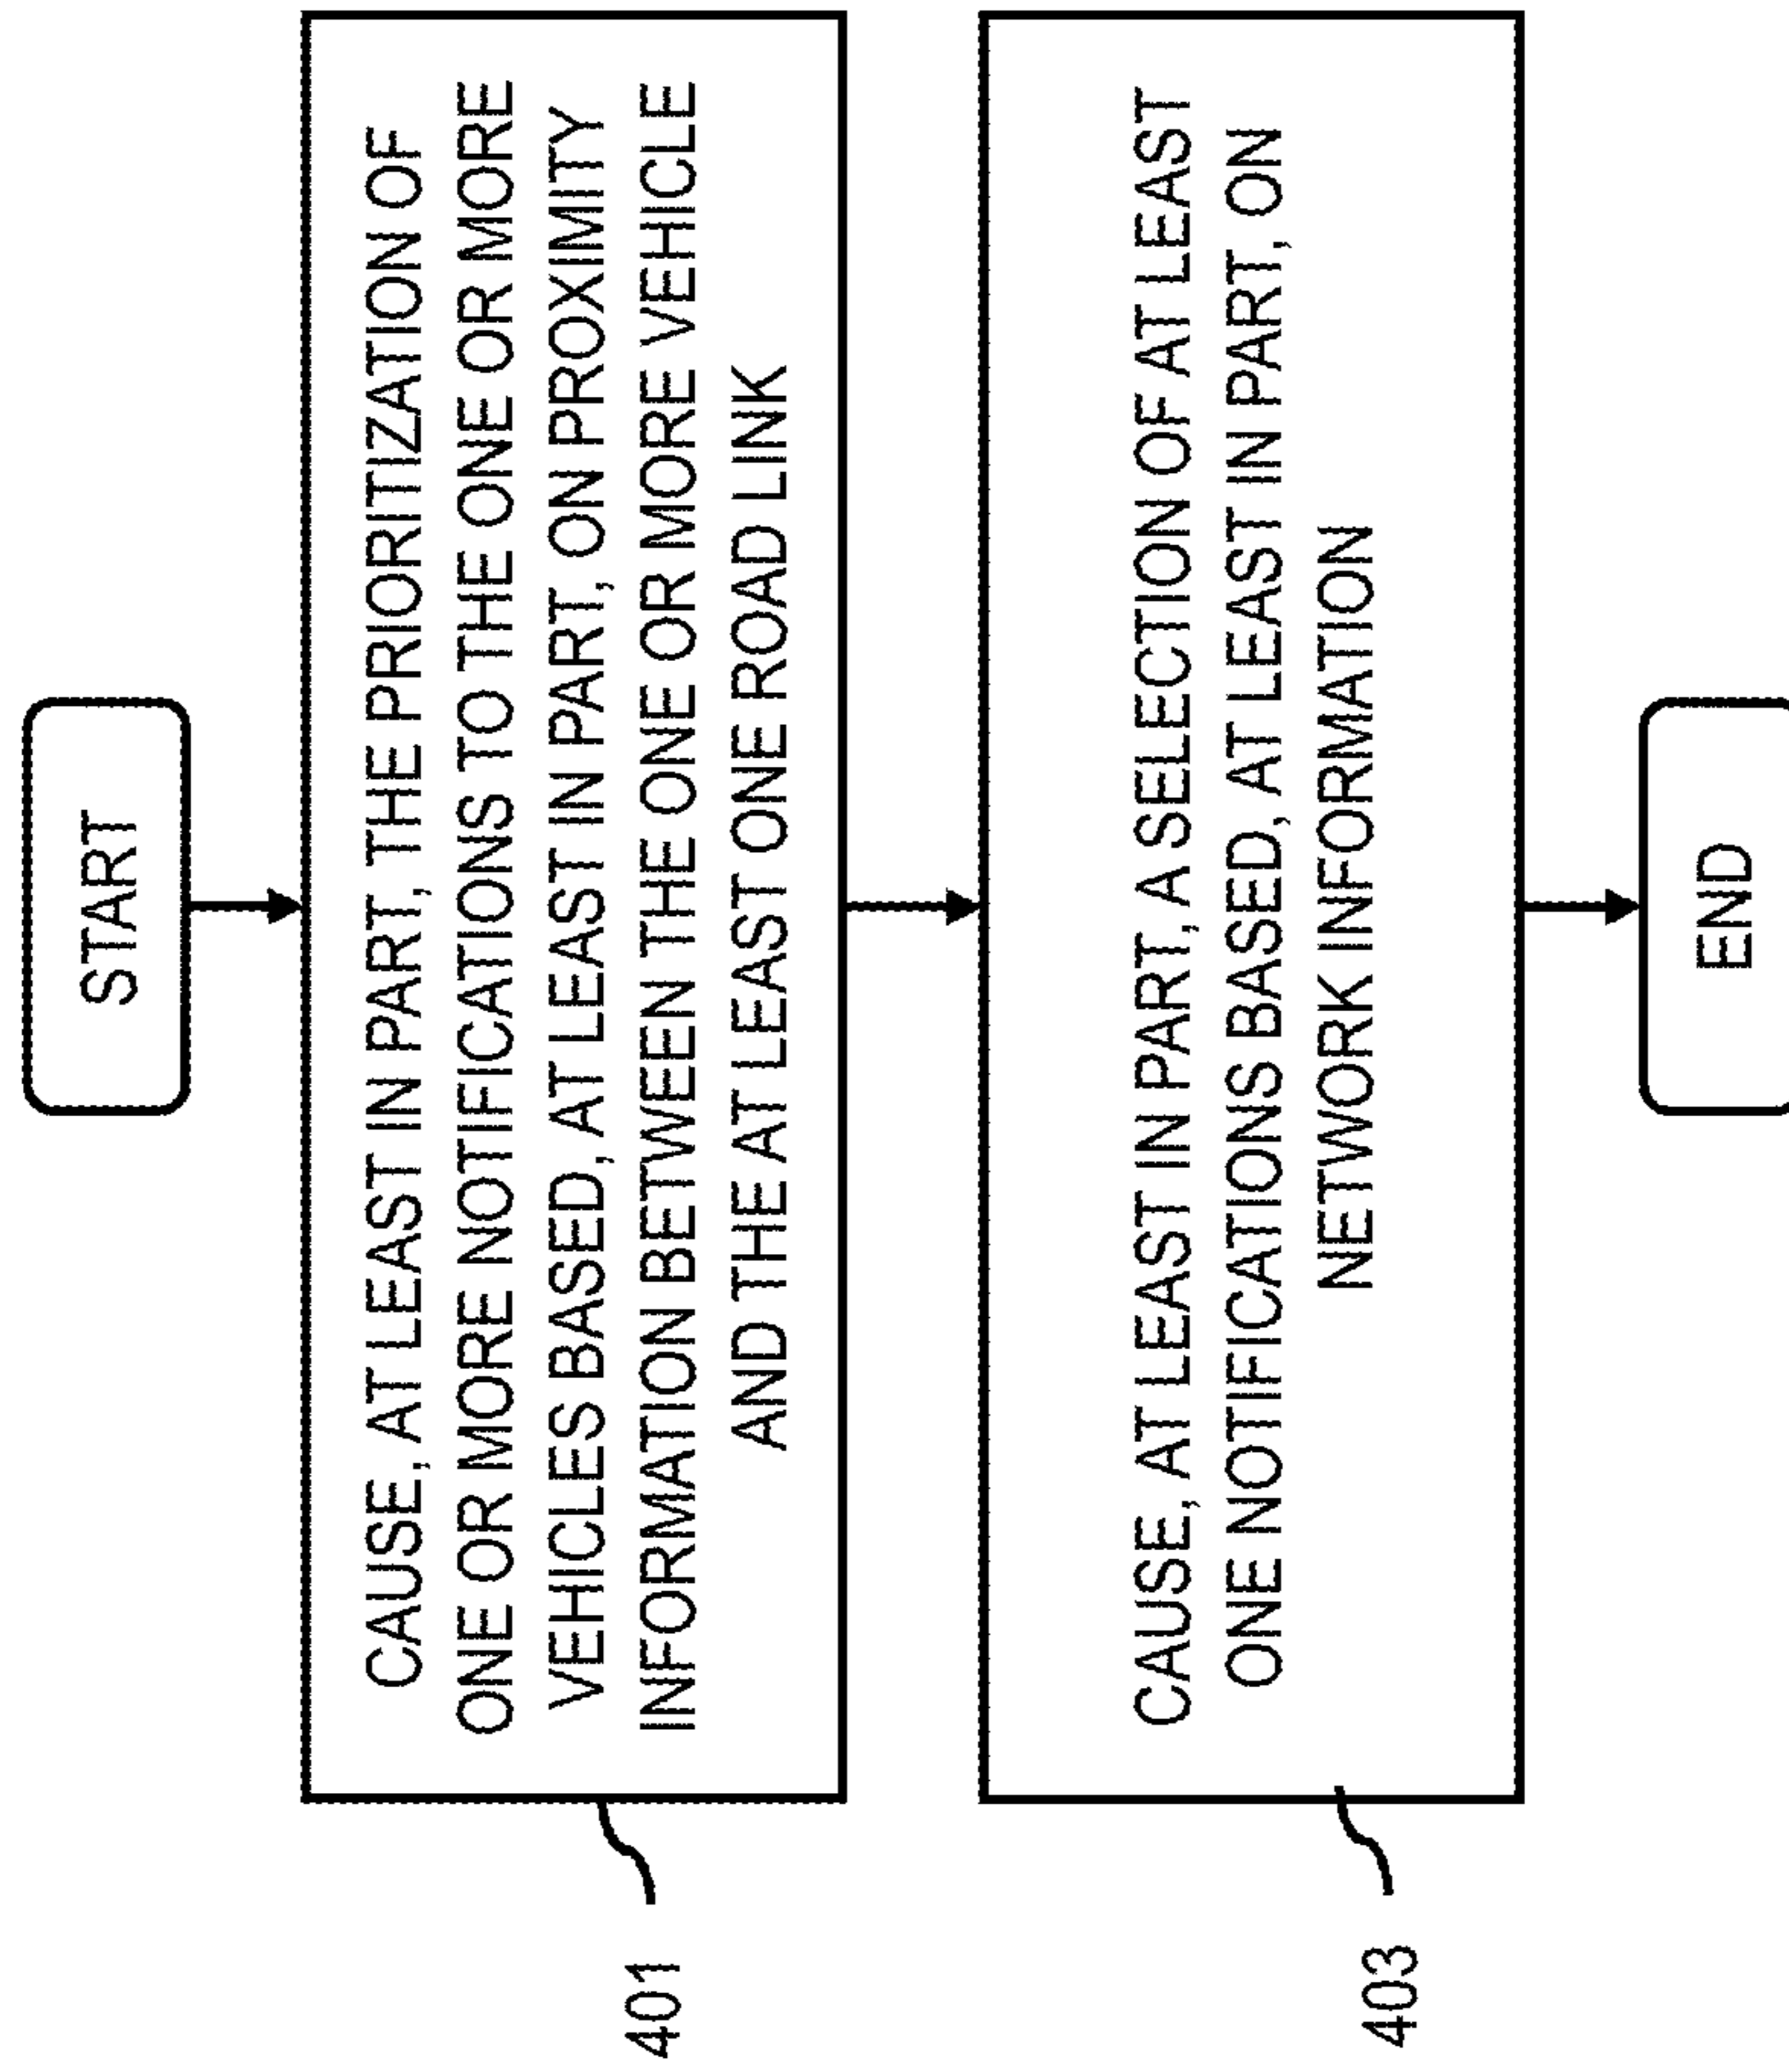 START
CAUSE, AT LEAST IN PART, THE PRIORITIZATION OF
ONE OR MORE NOTIFICATIONS TO THE ONE OR MORE
VEHICLES BASED, AT LEAST IN PART, ON PROXIMITY
INFORMATION BETWEEN THE ONE OR MORE VEHICLE
AND THE AT LEAST ONE ROAD LINK
401
CAUSE, AT LEAST IN PART, A SELECTION OF AT LEAST
ONE NOTIFICATIONS BASED, AT LEAST IN PART, ON
NETWORK INFORMATION
403
END